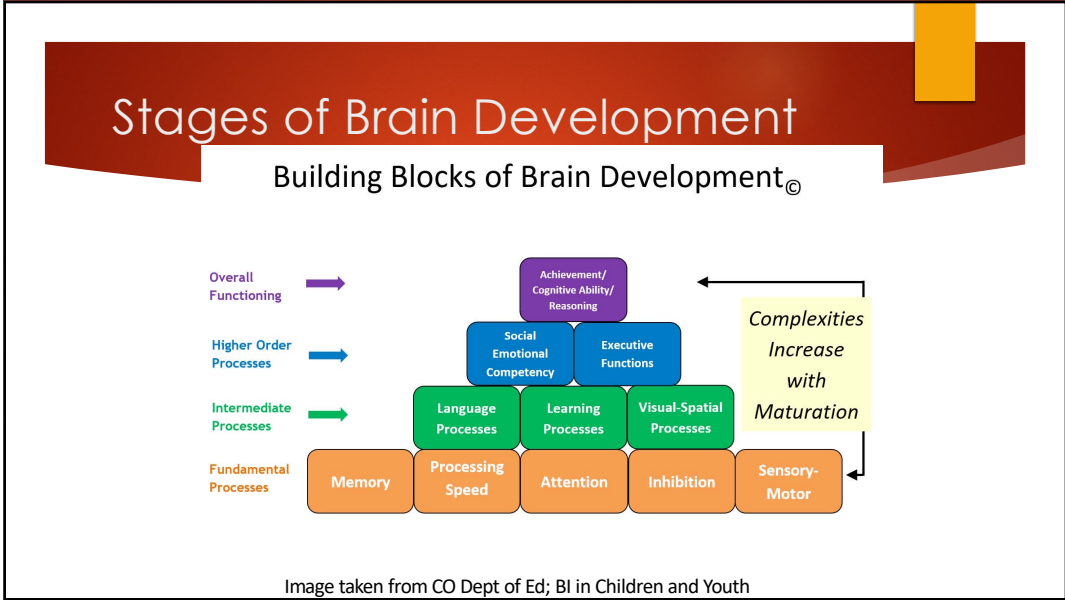 Stages of Brain Development
Building Blocks of Brain Development©
Overall
Functioning
Achievement/
Cognitive Ability/
Reasoning
Complexities
Increase
with
Maturation
Higher Order
Processes
Social
Emotional
Competency
Executive
Functions
Intermediate
Processes
Language
Processes
Learning
Processes
Visual-Spatial
Processes
Fundamental
Processes
Memory
Processing
Speed
Attention
Inhibition
Sensory-
Motor
Image taken from CO Dept of Ed; BI in Children and Youth